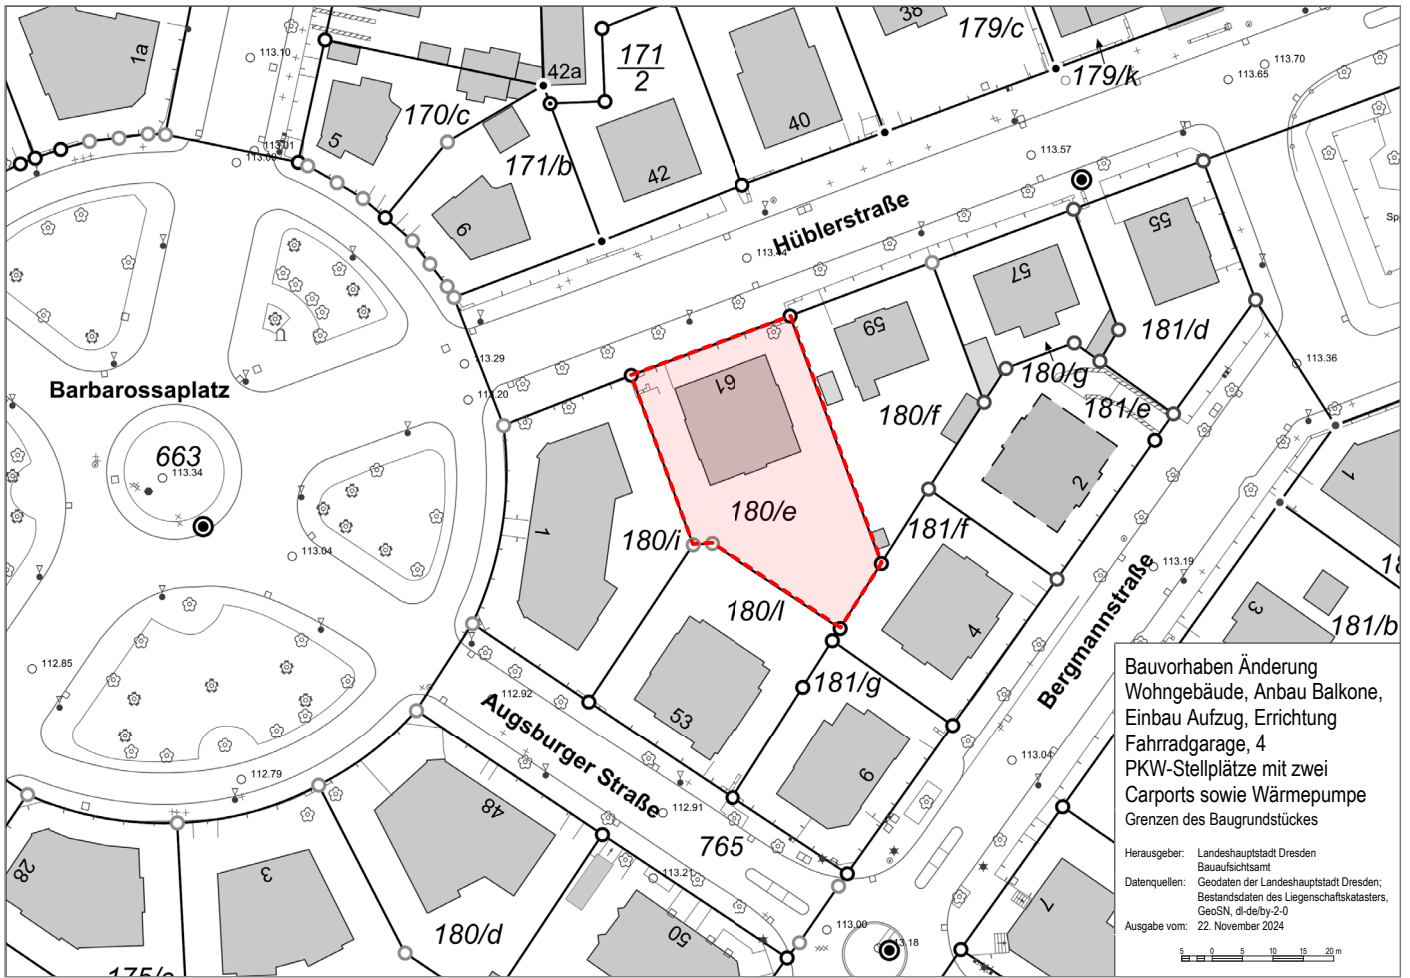 1a
113.10
42a
171
2
38
179/c
179/k
113.70
113.65
5
170/c
40
113.01
113.00
171/b
42
113.57
6
Hüblerstraße
55
57
113.29
59
181/d
113.36
180/g
Barbarossaplatz
113.20
61
180/f
181/e
663
113.34
180/e
2
1
1
180/i
181/f
113.04
113.19
180/l
4
Bergmannstraße
3
181/b
112.85
112.92
181/g
53
Augsburger Straße
113.04
9
112.79
48
112.91
765
28
3
113.21
7
180/d
50
113.00
113.18
175/c
Bauvorhaben Änderung
Wohngebäude, Anbau Balkone,
Einbau Aufzug, Errichtung
Fahrradgarage, 4
PKW-Stellplätze mit zwei
Carports sowie Wärmepumpe
Grenzen des Baugrundstückes
Herausgeber: Landeshauptstadt Dresden
Bauaufsichtsamt
Datenquellen: Geodaten der Landeshauptstadt Dresden;
Bestandsdaten des Liegenschaftskatasters,
GeoSN, dl-de/by-2-0
Ausgabe vom: 22. November 2024
5 0 5 10 15 20 m